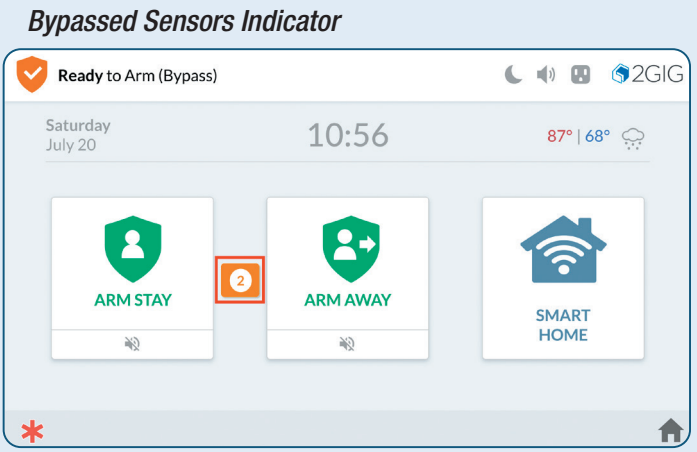 Bypassed Sensors Indicator
Ready to Arm (Bypass)
2GIG
Saturday
July 20
10:56
87° | 68°
ARM STAY
2
ARM AWAY
SMART
HOME